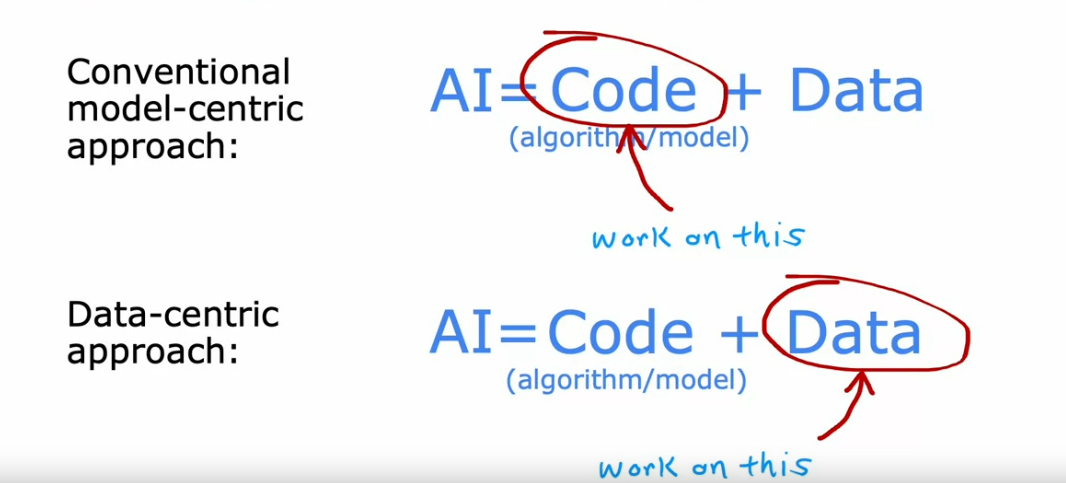 Conventional
model-centric
approach:
AI= Code + Data
(algorithm/model)
work on this
Data-centric
approach:
AI= Code + Data
(algorithm/model)
work on this